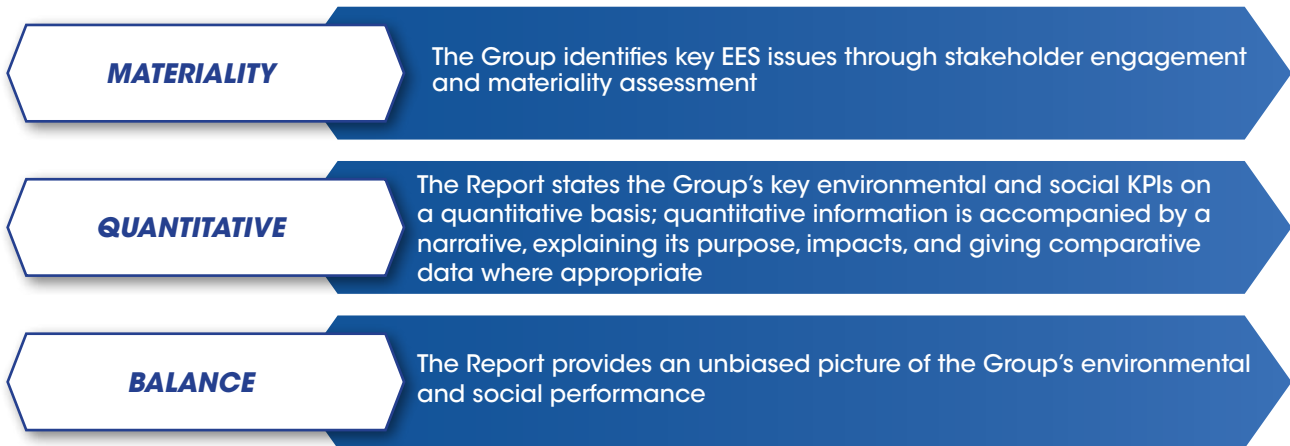 MATERIALITY
The Group identifies key EES issues through stakeholder engagement
and materiality assessment
QUANTITATIVE
The Report states the Group's key environmental and social KPIs on
a quantitative basis; quantitative information is accompanied by a
narrative, explaining its purpose, impacts, and giving comparative
data where appropriate
BALANCE
The Report provides an unbiased picture of the Group's environmental
and social performance